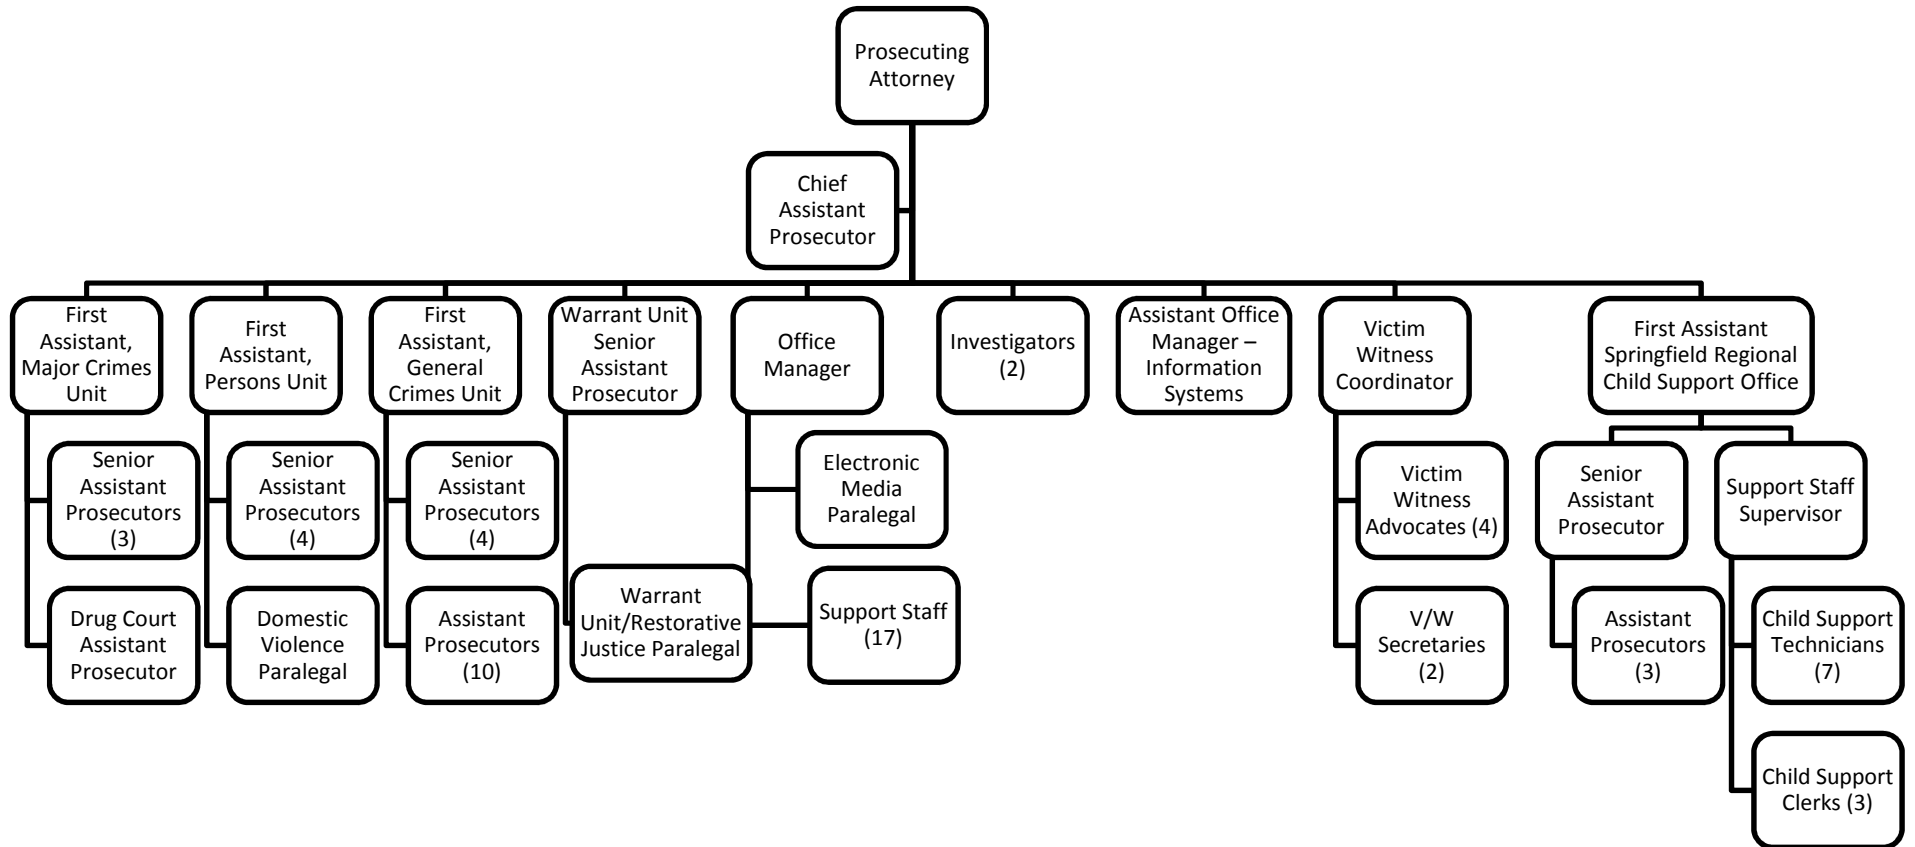 Prosecuting
Attorney
Chief
Assistant
Prosecutor
First
Assistant,
Major Crimes
Unit
First
Assistant,
Persons Unit
First
Assistant,
General
Crimes Unit
Warrant Unit
Senior
Assistant
Prosecutor
Office
Manager
Investigators
(2)
Assistant Office
Manager –
Information
Systems
Victim
Witness
Coordinator
First Assistant
Springfield Regional
Child Support Office
Senior
Assistant
Prosecutors
(3)
Senior
Assistant
Prosecutors
(4)
Senior
Assistant
Prosecutors
(4)
Electronic
Media
Paralegal
Victim
Witness
Advocates (4)
Senior
Assistant
Prosecutor
Support Staff
Supervisor
Drug Court
Assistant
Prosecutor
Domestic
Violence
Paralegal
Assistant
Prosecutors
(10)
Warrant
Unit/Restorative
Justice Paralegal
Support Staff
(17)
V/W
Secretaries
(2)
Assistant
Prosecutors
(3)
Child Support
Technicians
(7)
Child Support
Clerks (3)